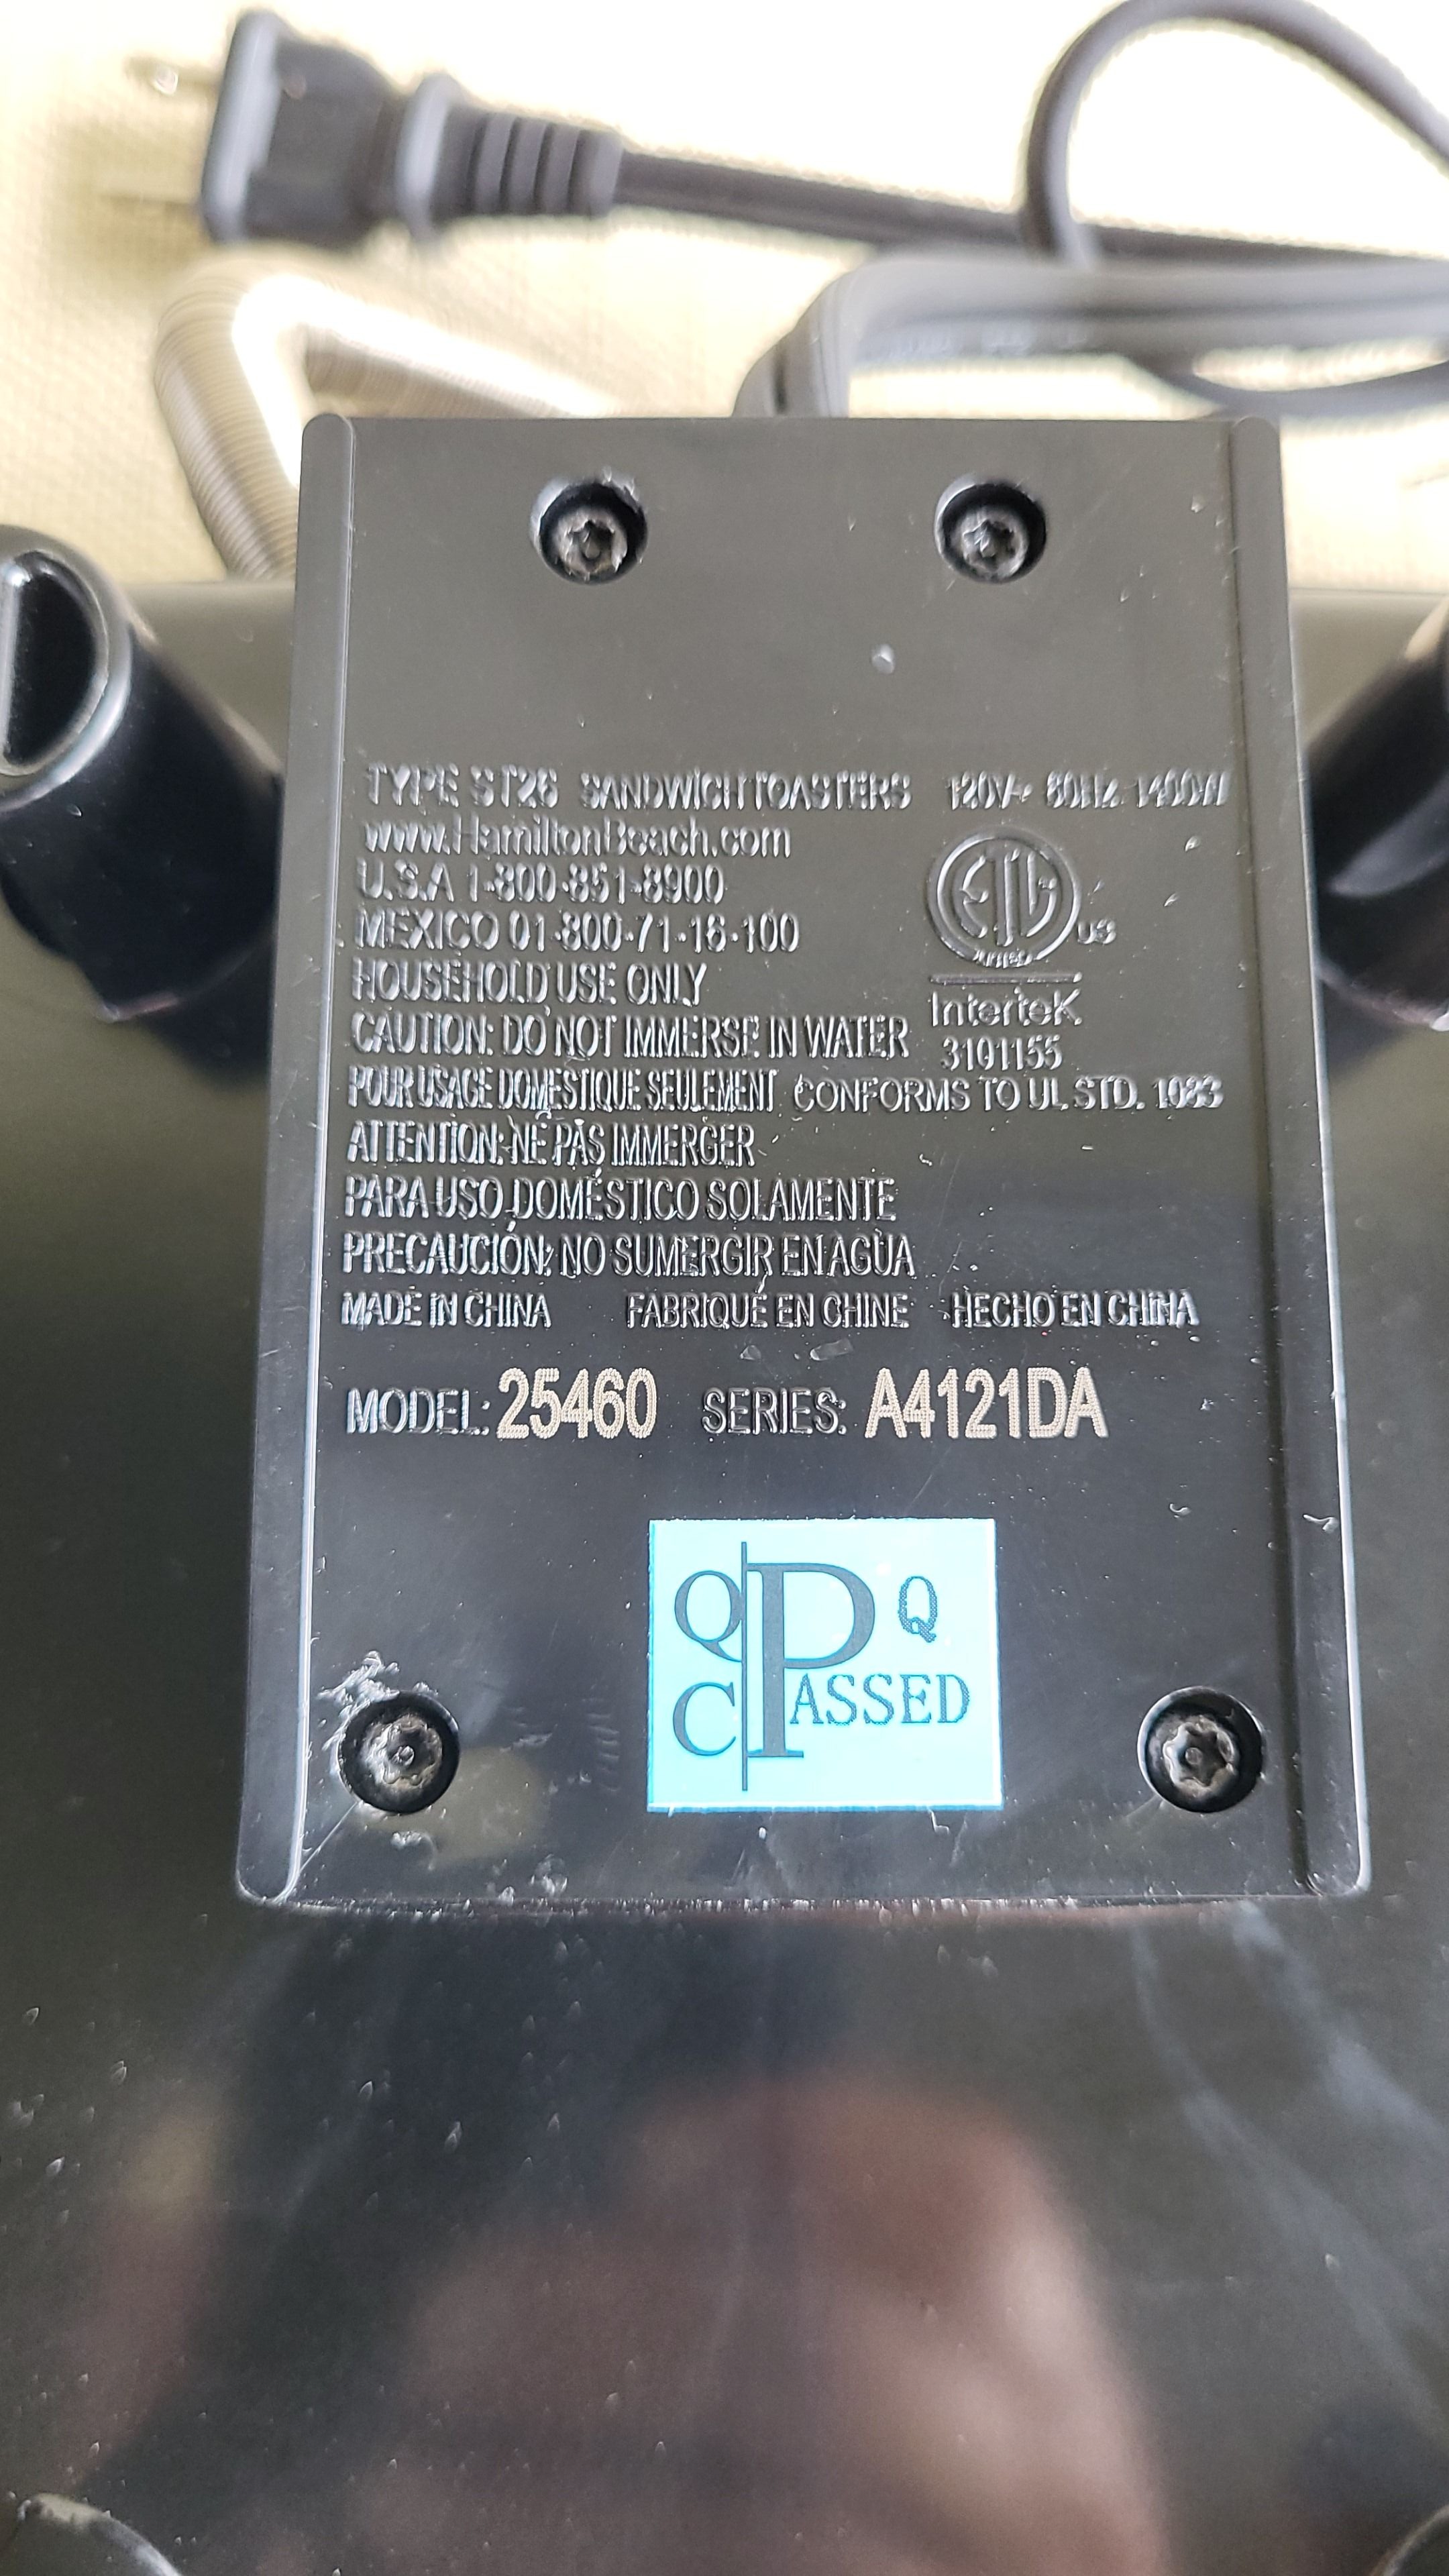 TYPE ST26 SANDWICH TOASTERS 120V~ 60Hz 1400W
www.HamiltonBeach.com
U.S.A 1-800-851-8900
MEXICO 01-800-71-16-100
HOUSEHOLD USE ONLY
CAUTION: DO NOT IMMERSE IN WATER
POUR USAGE DOMESTIQUE SEULEMENT
ATTENTION: NE PAS IMMERGER
PARA USO DOMÉSTICO SOLAMENTE
PRECAUCIÓN: NO SUMERGIR EN AGUA
ETL
US
LISTED
Intertek
3101155
CONFORMS TO UL STD. 1083
MADE IN CHINA FABRIQUÉ EN CHINE HECHO EN CHINA
MODEL: 25460 SERIES: A4121DA
QC PASSED Q